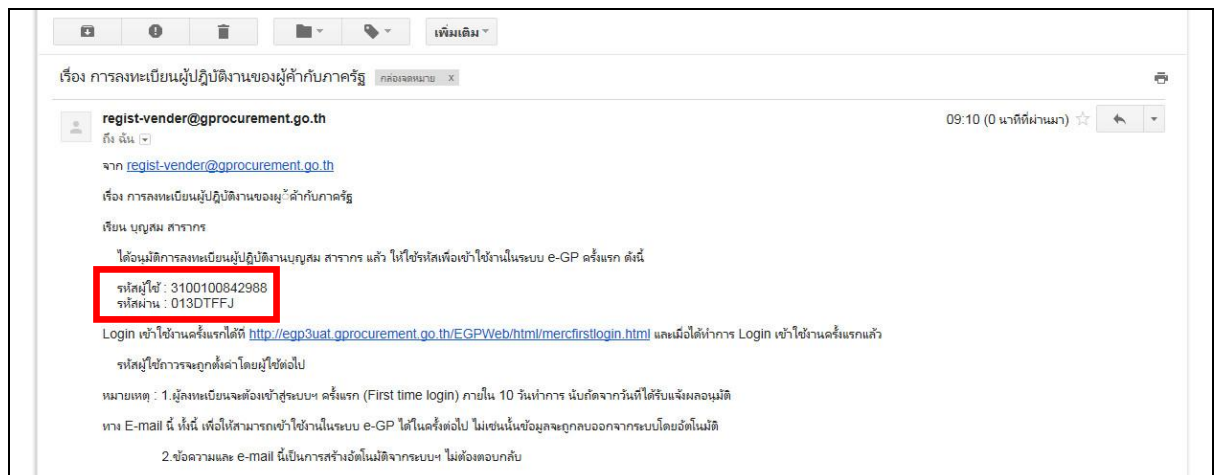 เพิ่มเติม
เรื่อง การลงทะเบียนผู้ปฏิบัติงานของผู้ค้ากับภาครัฐ กล่องจดหมาย x
regist-vender@gprocurement.go.th 09:10 (0 นาทีที่ผ่านมา)
ถึง ฉัน
จาก regist-vender@gprocurement.go.th
เรื่อง การลงทะเบียนผู้ปฏิบัติงานของผู้ค้ากับภาครัฐ
เรียน บุญสม สารากร
ได้อนุมัติการลงทะเบียนผู้ปฏิบัติงานบุญสม สารากร แล้ว ให้ใช้รหัสเพื่อเข้าใช้งานในระบบ e-GP ครั้งแรก ดังนี้
รหัสผู้ใช้ : 3100100842988
รหัสผ่าน : 013DTFFJ
Login เข้าใช้งานครั้งแรกได้ที่ http://egp3uat.gprocurement.go.th/EGPWeb/html/mercfirstlogin.html และเมื่อได้ทำการ Login เข้าใช้งานครั้งแรกแล้ว
รหัสผู้ใช้ถาวรจะถูกตั้งค่าโดยผู้ใช้ต่อไป
หมายเหตุ : 1.ผู้ลงทะเบียนจะต้องเข้าสู่ระบบฯ ครั้งแรก (First time login) ภายใน 10 วันทำการ นับถัดจากวันที่ได้รับแจ้งผลอนุมัติ
ทาง E-mail นี้ ทั้งนี้ เพื่อให้สามารถเข้าใช้งานในระบบ e-GP ได้ในครั้งต่อไป ไม่เช่นนั้นข้อมูลจะถูกลบออกจากระบบโดยอัตโนมัติ
2.ข้อความและ e-mail นี้เป็นการสร้างอัตโนมัติจากระบบฯ ไม่ต้องตอบกลับ